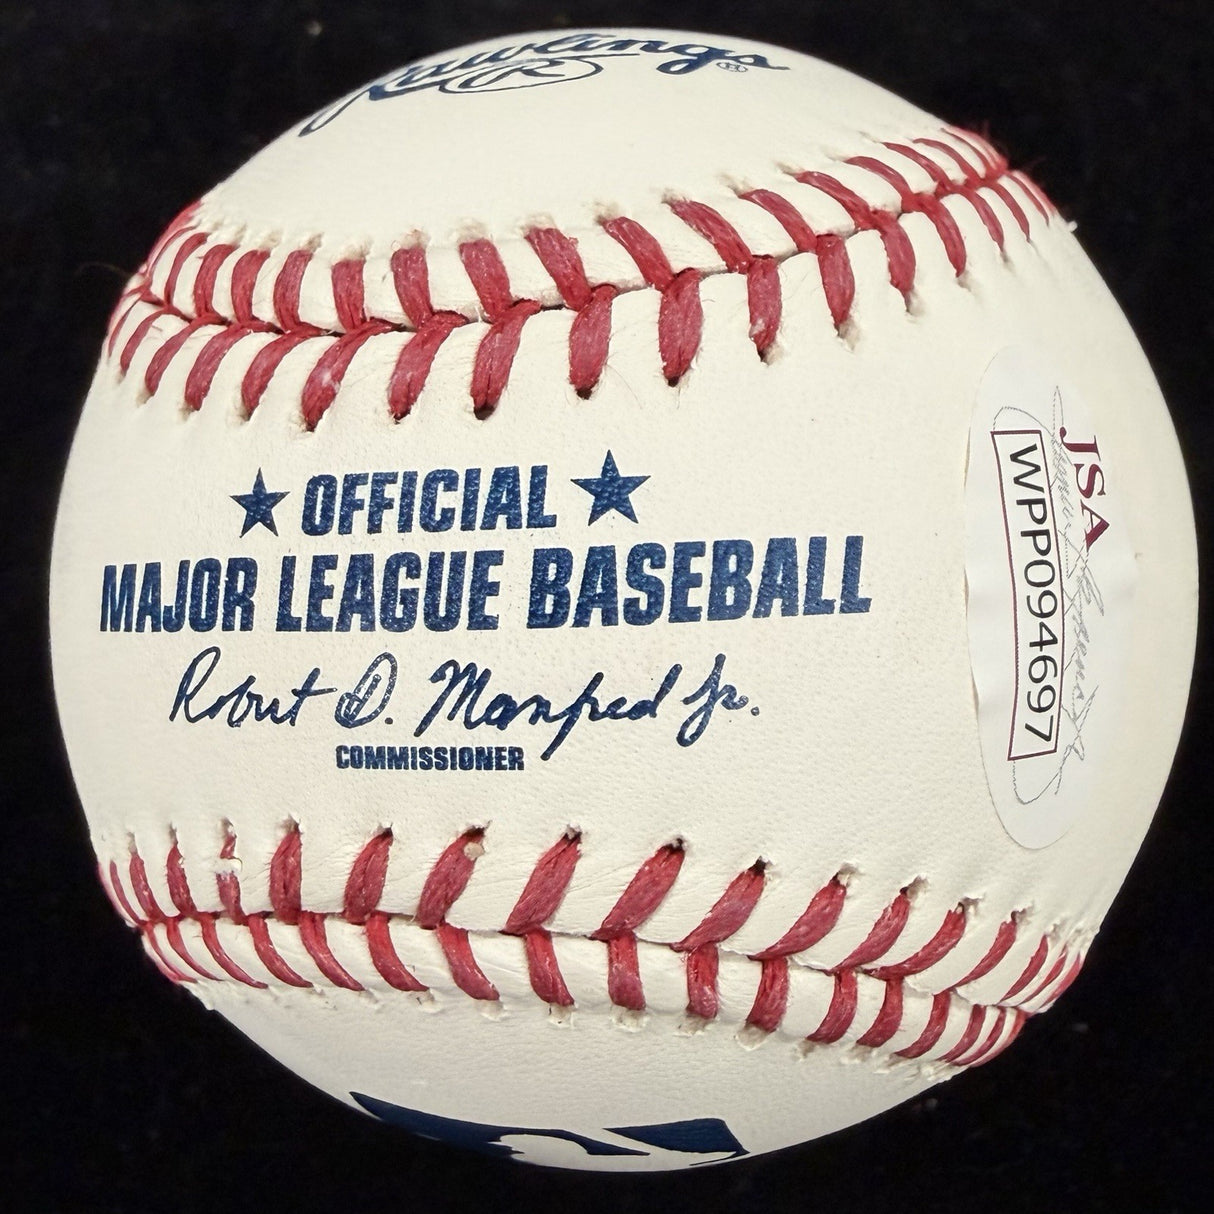 Rawlings
R
OFFICIAL
MAJOR LEAGUE BASEBALL
Robert D. Manfred Jr.
COMMISSIONER
JSA
WPP094697